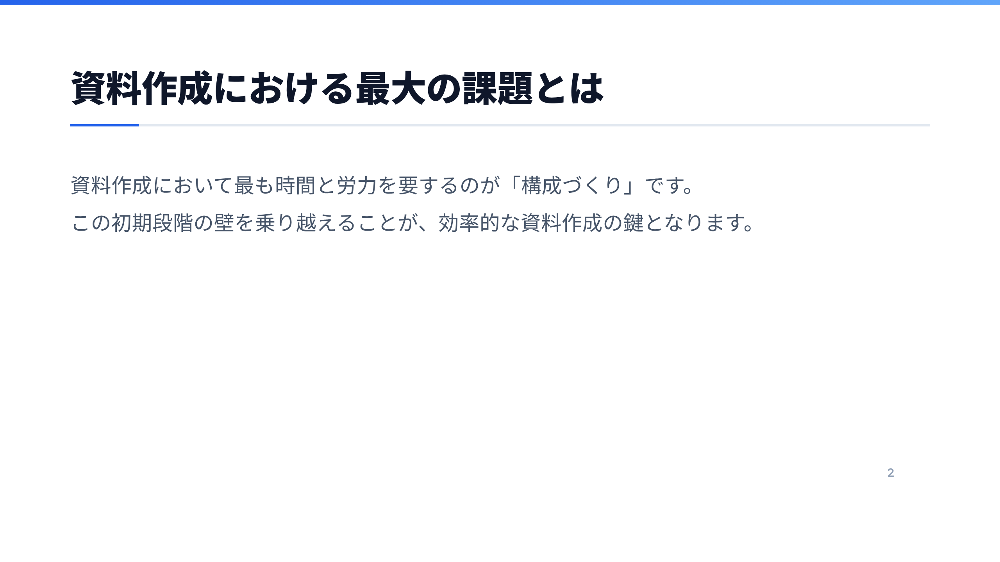 資料作成における最大の課題とは
資料作成において最も時間と労力を要するのが「構成づくり」です。
この初期段階の壁を乗り越えることが、効率的な資料作成の鍵となります。
2